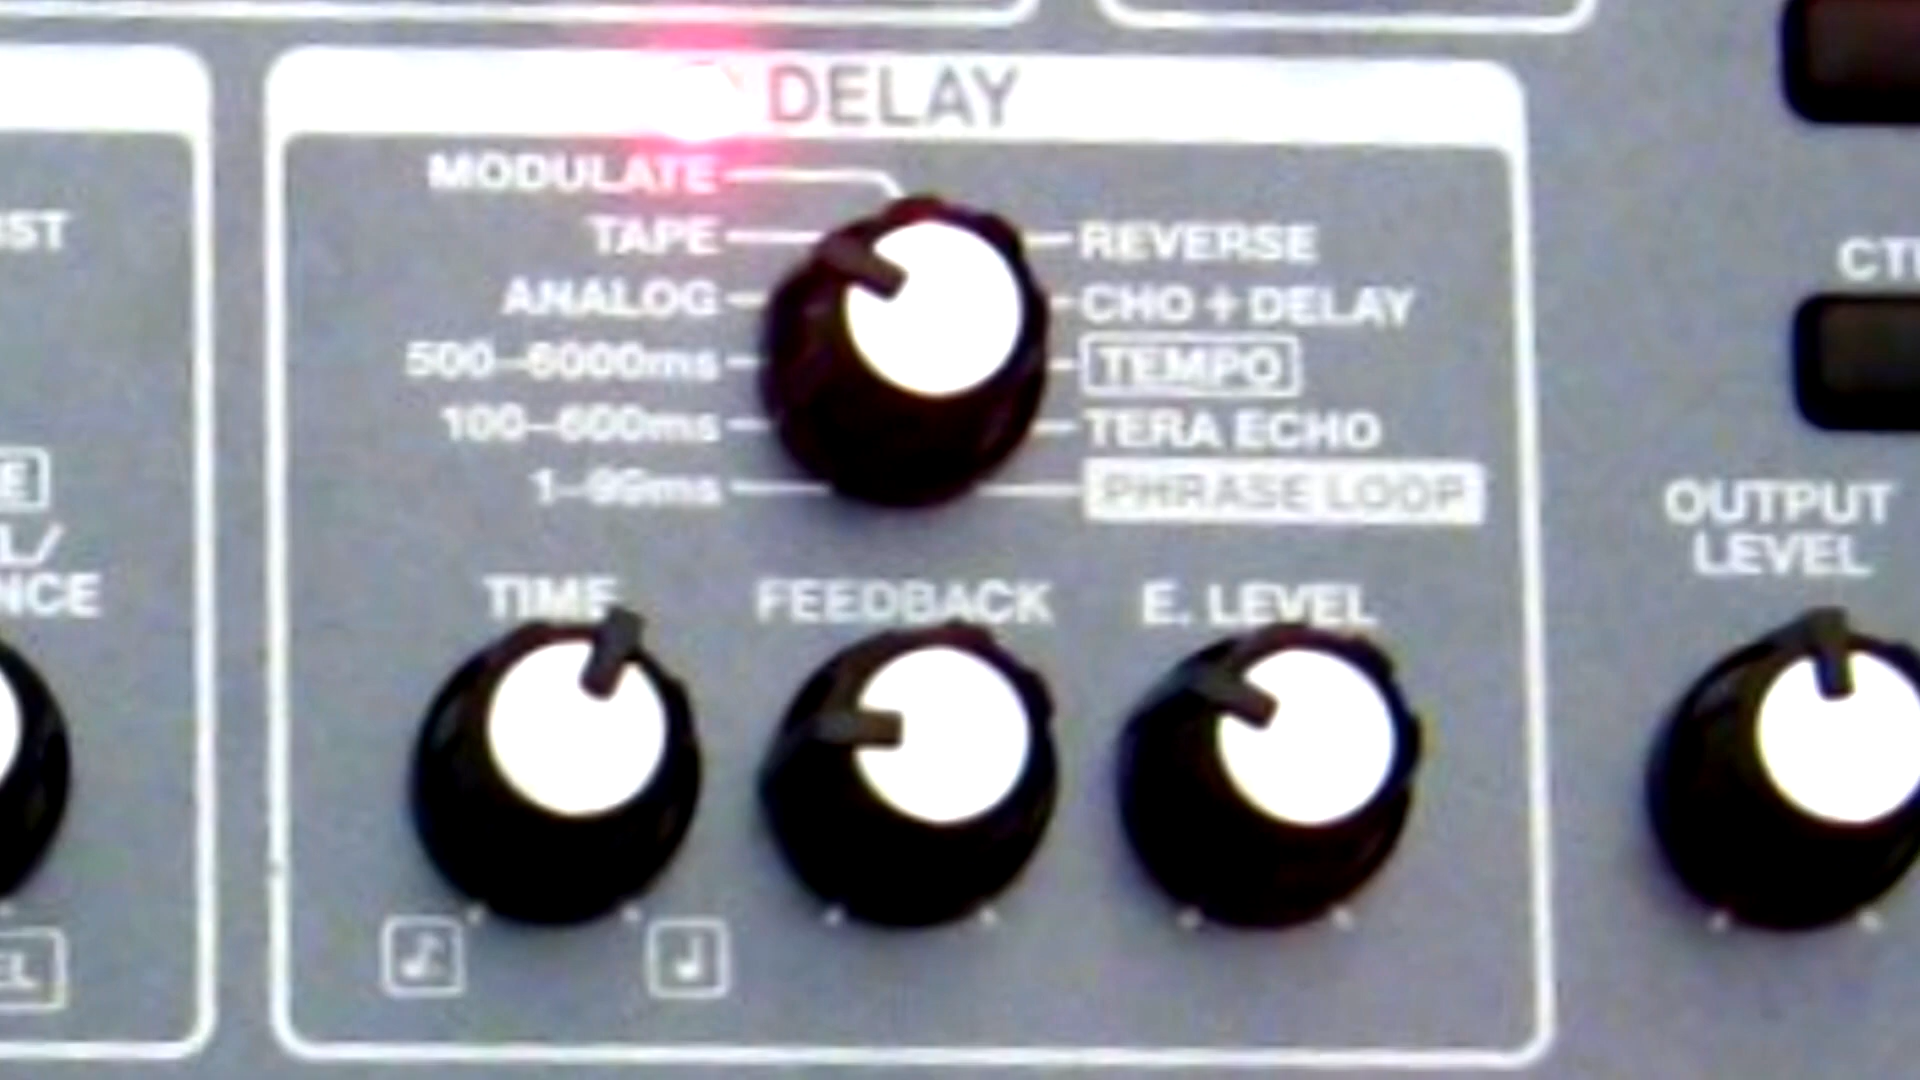 DELAY
MODULATE
TAPE
ANALOG
500–6000ms
100–600ms
1–99ms
REVERSE
CHO + DELAY
TEMPO
TERA ECHO
PHRASE LOOP
TIME
FEEDBACK
E. LEVEL
OUTPUT
LEVEL